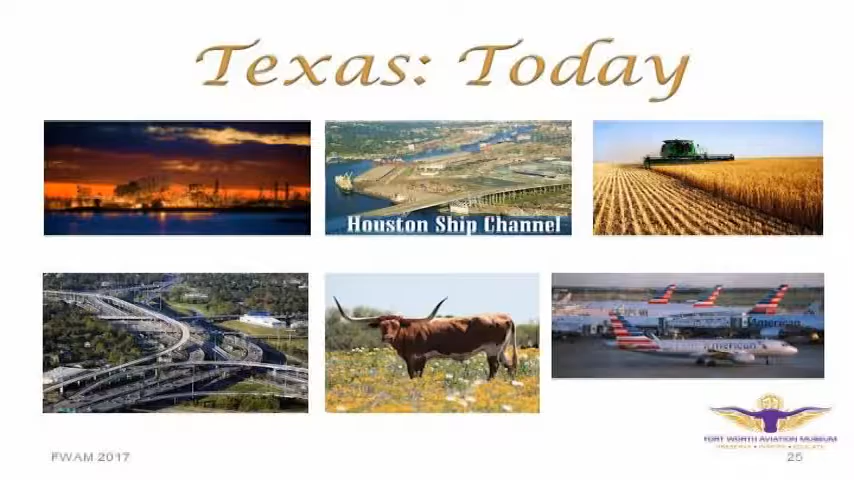 Texas: Today
Houston Ship Channel
American
American
FORT WORTH AVIATION MUSEUM
FWAM 2017
25